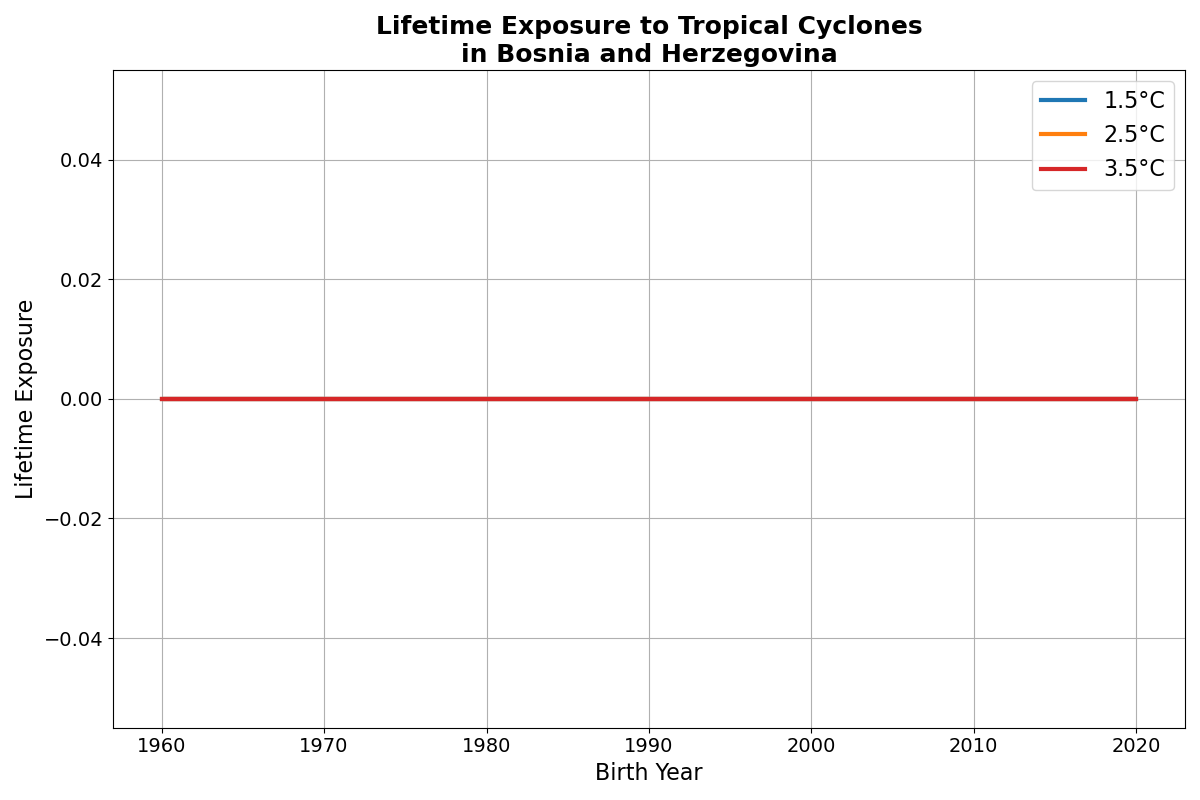 Lifetime Exposure to Tropical Cyclones
in Bosnia and Herzegovina
1.5°C
2.5°C
3.5°C
Lifetime Exposure
0.04
0.02
0.00
−0.02
−0.04
1960 1970 1980 1990 2000 2010 2020
Birth Year